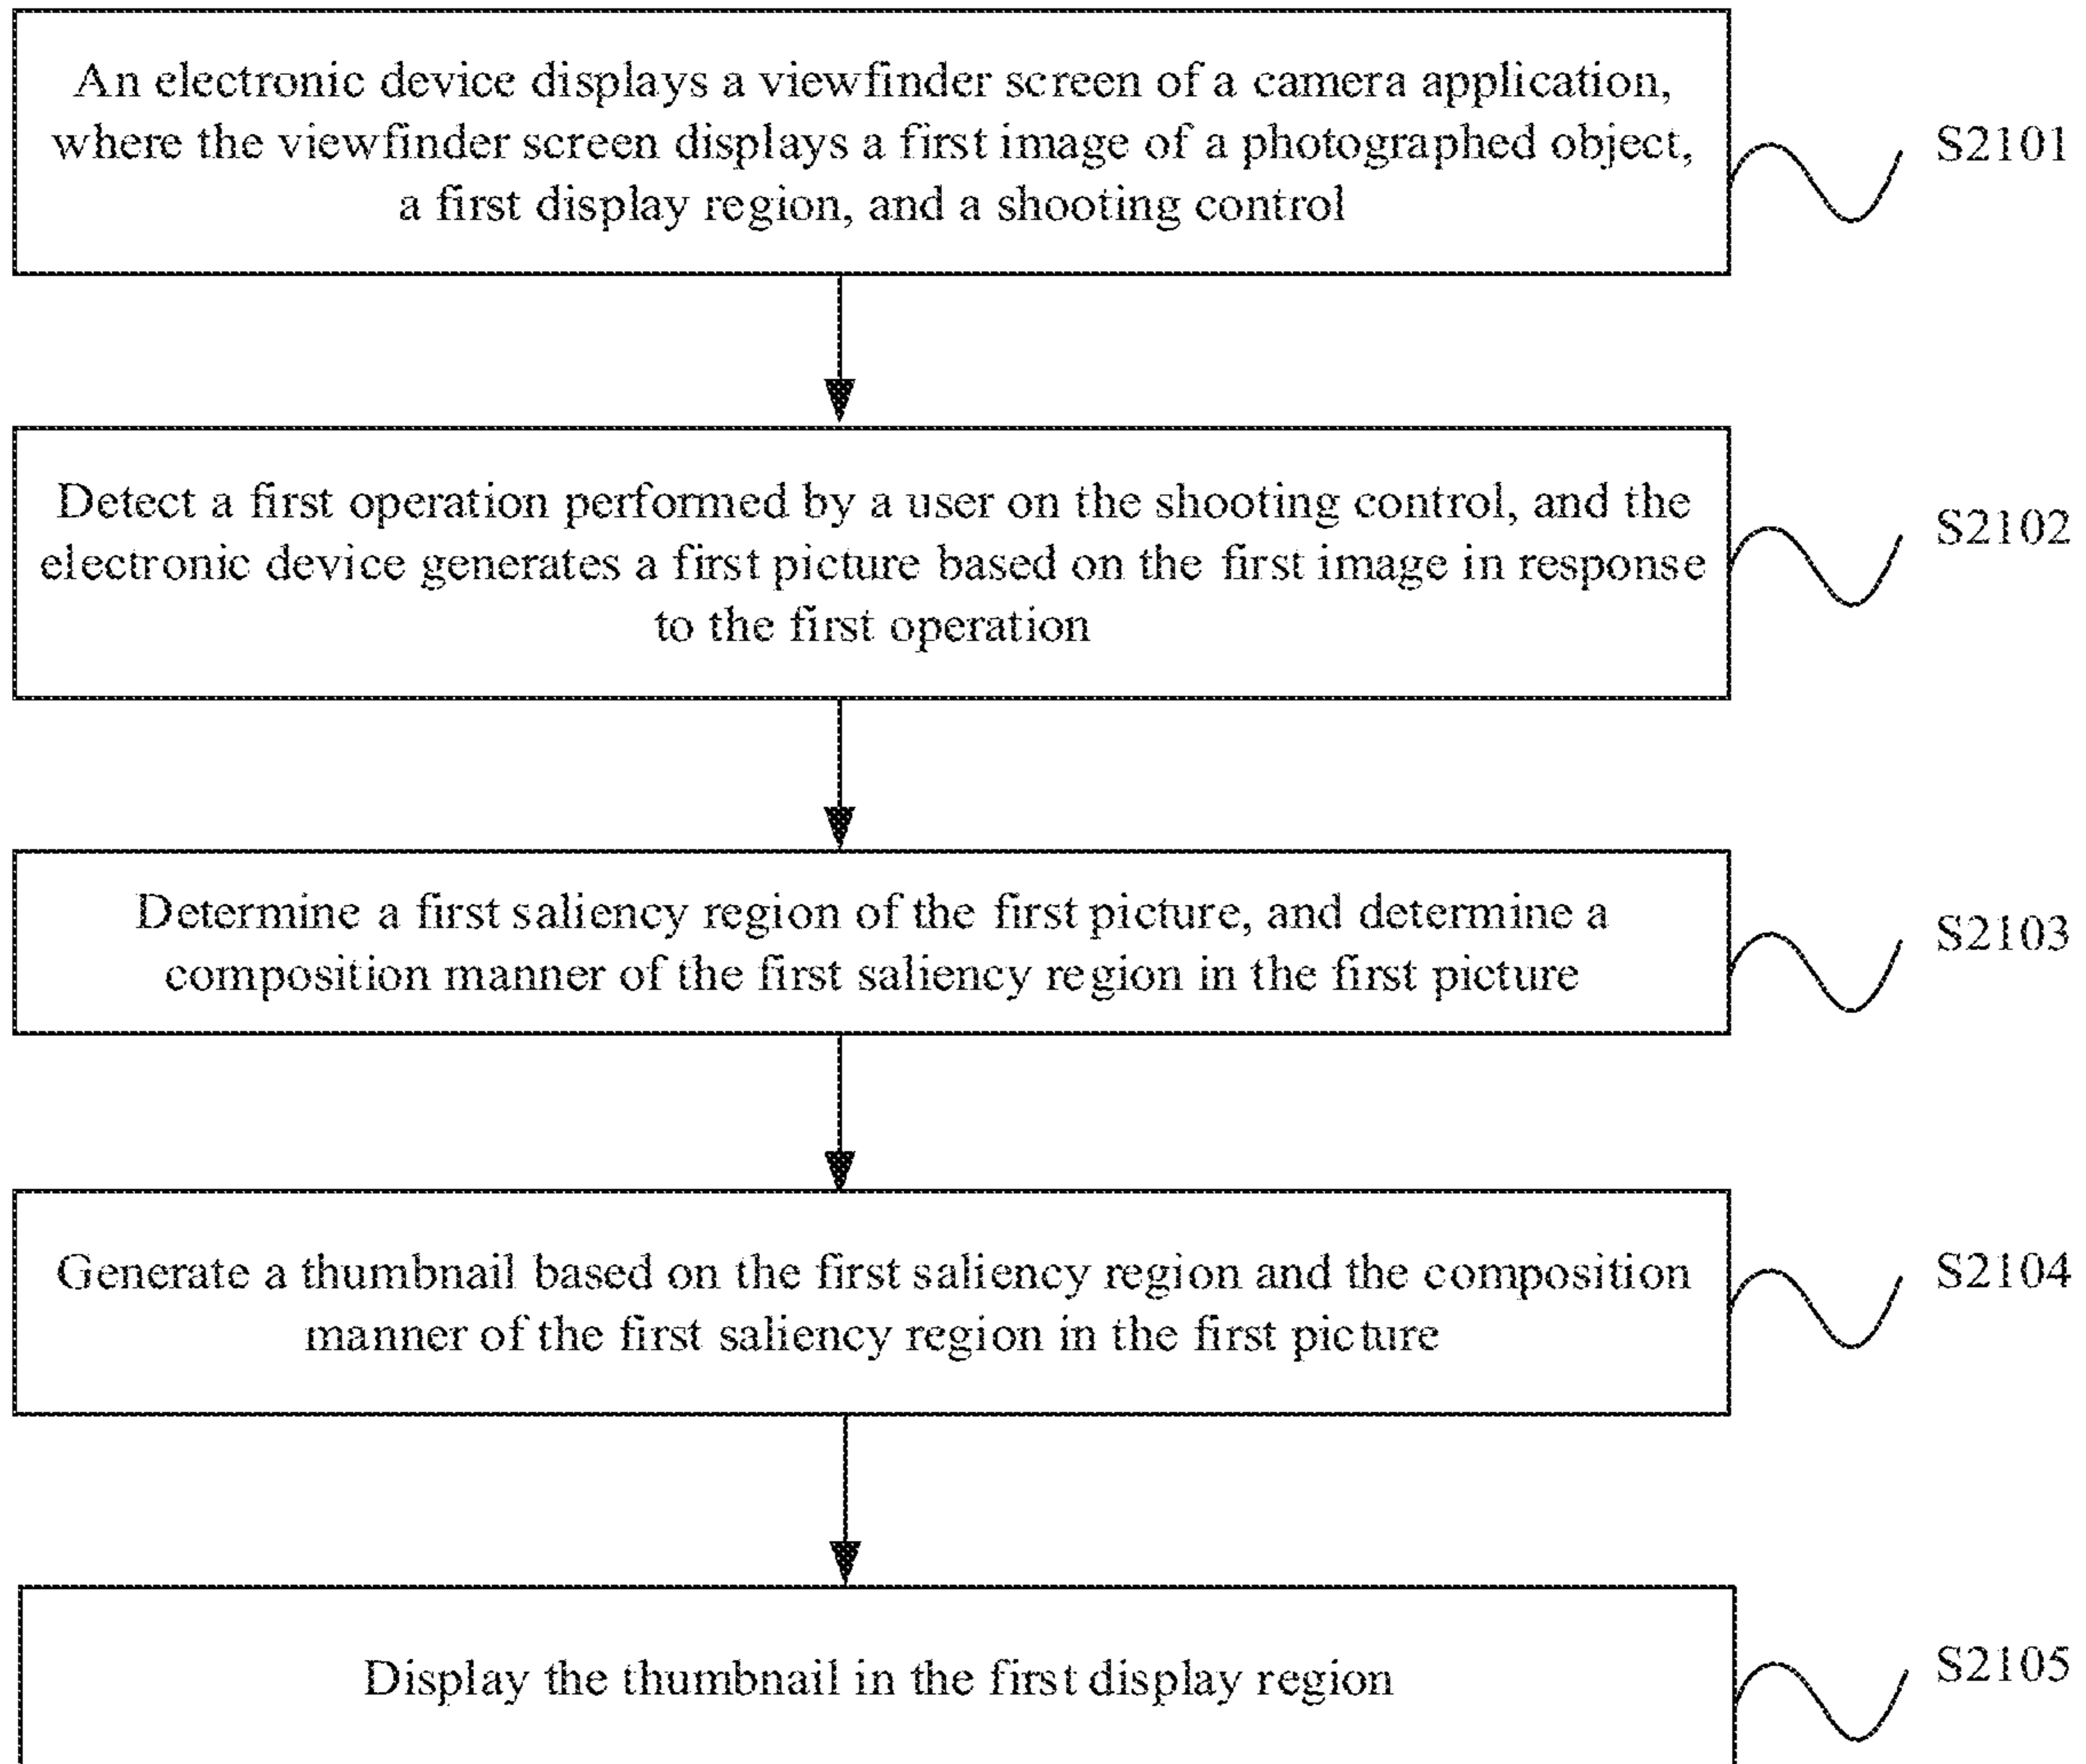 An electronic device displays a viewfinder screen of a camera application,
where the viewfinder screen displays a first image of a photographed object,
a first display region, and a shooting control
S2101
Detect a first operation performed by a user on the shooting control, and the
electronic device generates a first picture based on the first image in response
to the first operation
S2102
Determine a first saliency region of the first picture, and determine a
composition manner of the first saliency region in the first picture
S2103
Generate a thumbnail based on the first saliency region and the composition
manner of the first saliency region in the first picture
S2104
Display the thumbnail in the first display region
S2105